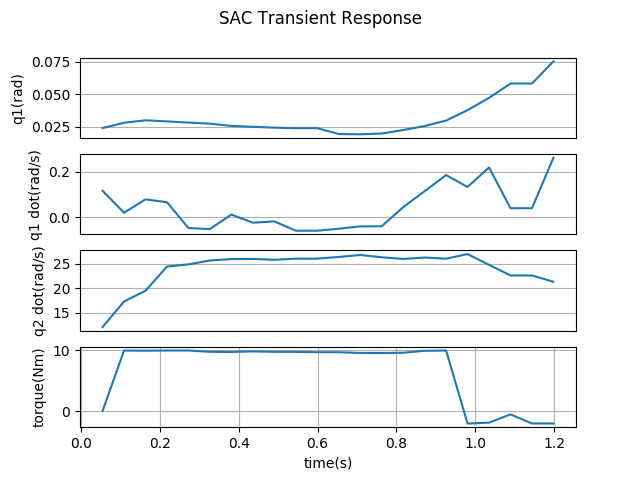 SAC Transient Response
q1(rad)
0.075
0.050
0.025
q1 dot(rad/s)
0.2
0.0
q2 dot(rad/s)
25
20
15
torque(Nm)
10
0
0.0 0.2 0.4 0.6 0.8 1.0 1.2
time(s)